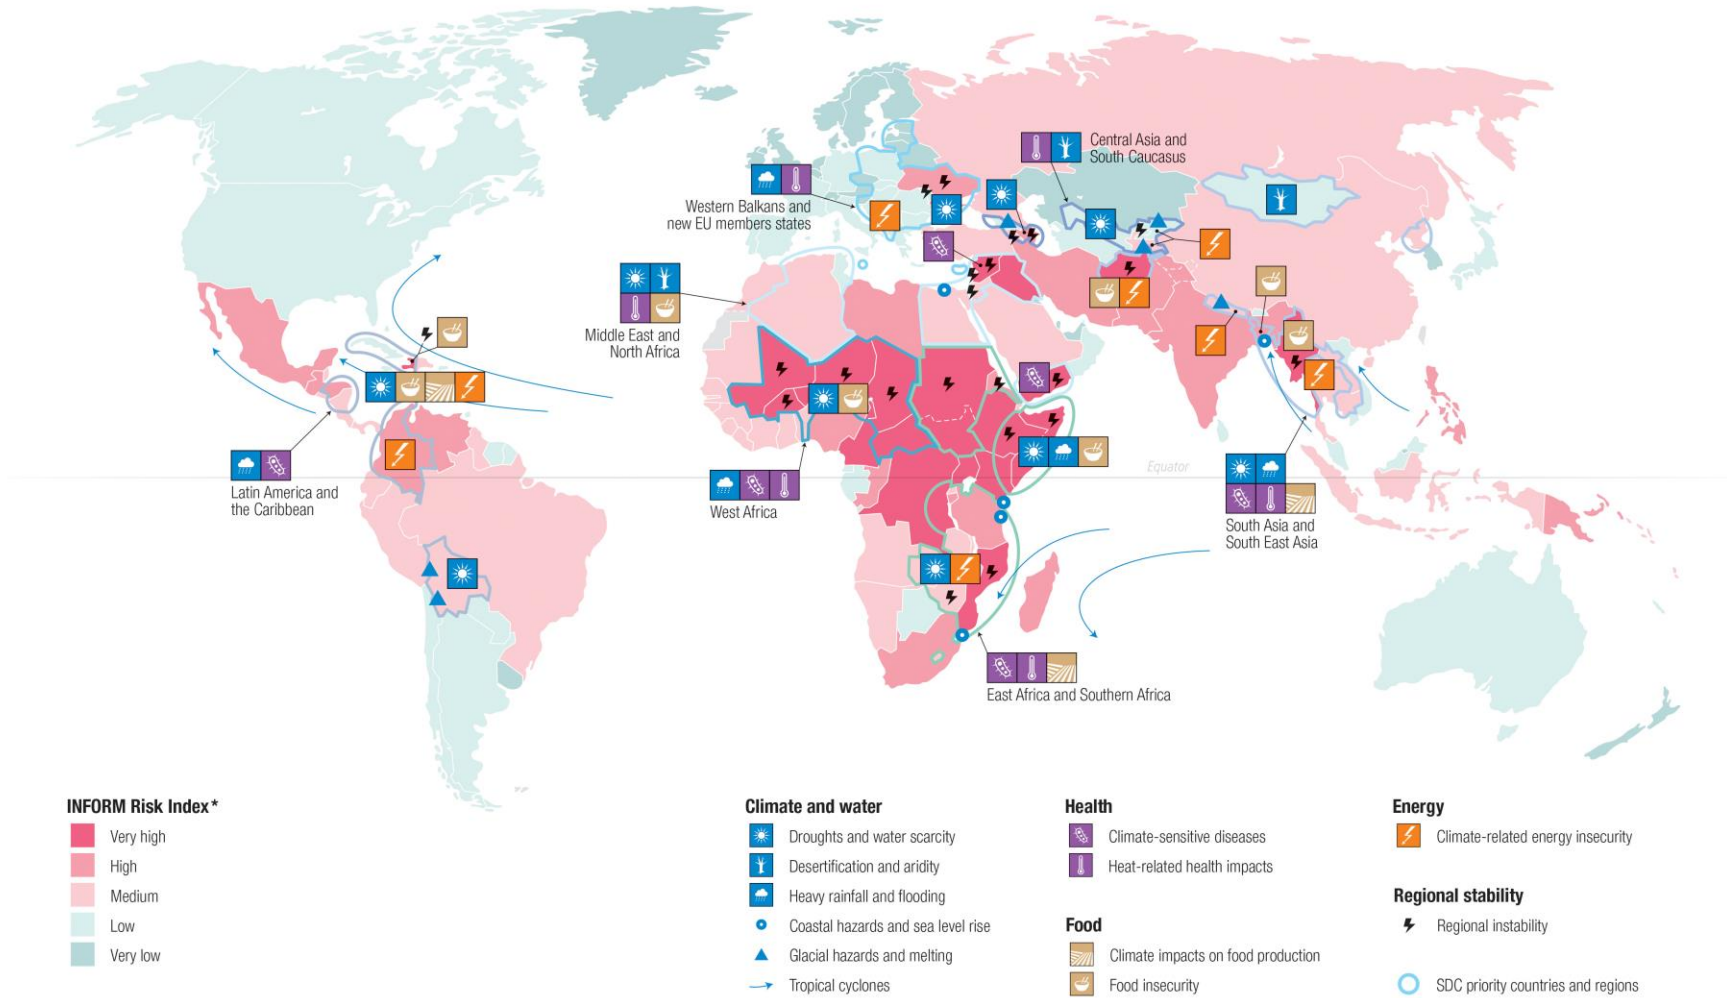 Central Asia and
South Caucasus
Western Balkans and
new EU members states
Middle East and
North Africa
Latin America and
the Caribbean
West Africa
Equator
South Asia and
South East Asia
East Africa and Southern Africa
INFORM Risk Index*
Very high
High
Medium
Low
Very low
Climate and water
Droughts and water scarcity
Desertification and aridity
Heavy rainfall and flooding
Coastal hazards and sea level rise
Glacial hazards and melting
Tropical cyclones
Health
Climate-sensitive diseases
Heat-related health impacts
Food
Climate impacts on food production
Food insecurity
Energy
Climate-related energy insecurity
Regional stability
Regional instability
SDC priority countries and regions